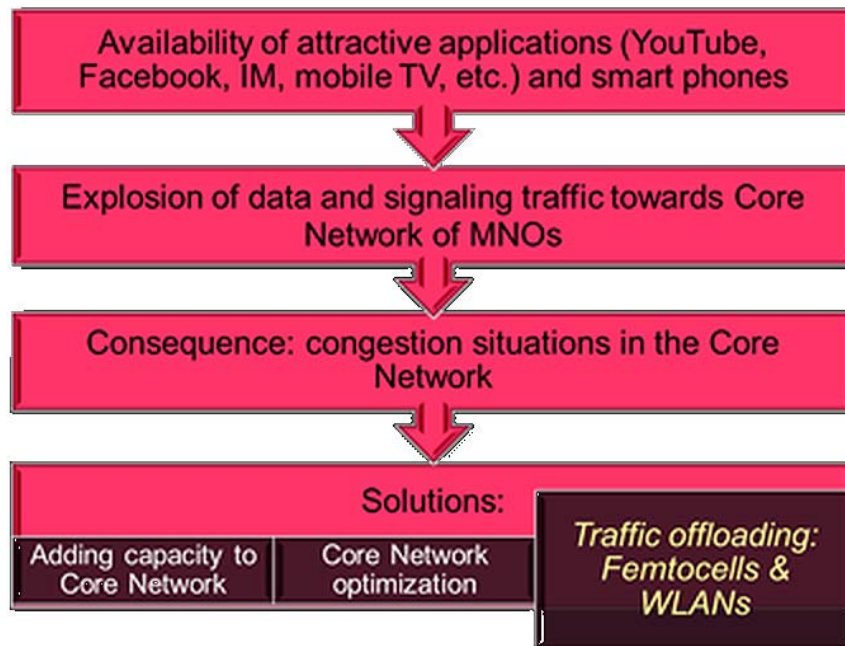 Availability of attractive applications (YouTube,
Facebook, IM, mobile TV, etc.) and smart phones
Explosion of data and signaling traffic towards Core
Network of MNOs
Consequence: congestion situations in the Core
Network
Solutions:
Adding capacity to
Core Network
Core Network
optimization
Traffic offloading:
Femtocells &
WLANs